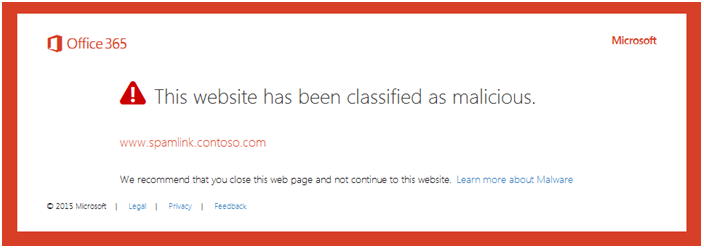 Office 365
Microsoft
This website has been classified as malicious.
www.spamlink.contoso.com
We recommend that you close this web page and not continue to this website. Learn more about Malware
© 2015 Microsoft | Legal | Privacy | Feedback